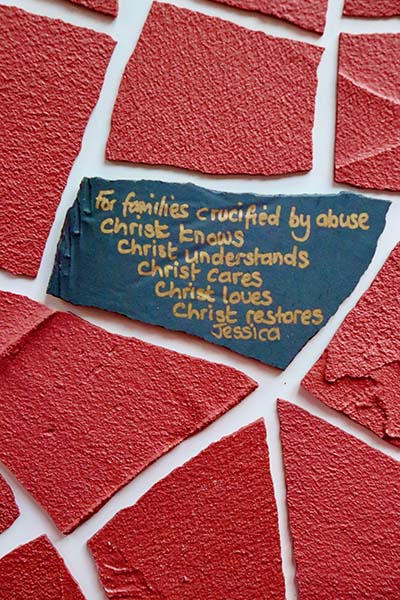 For families crucified by abuse
Christ knows
Christ understands
Christ cares
Christ loves
Christ restores
Jessica